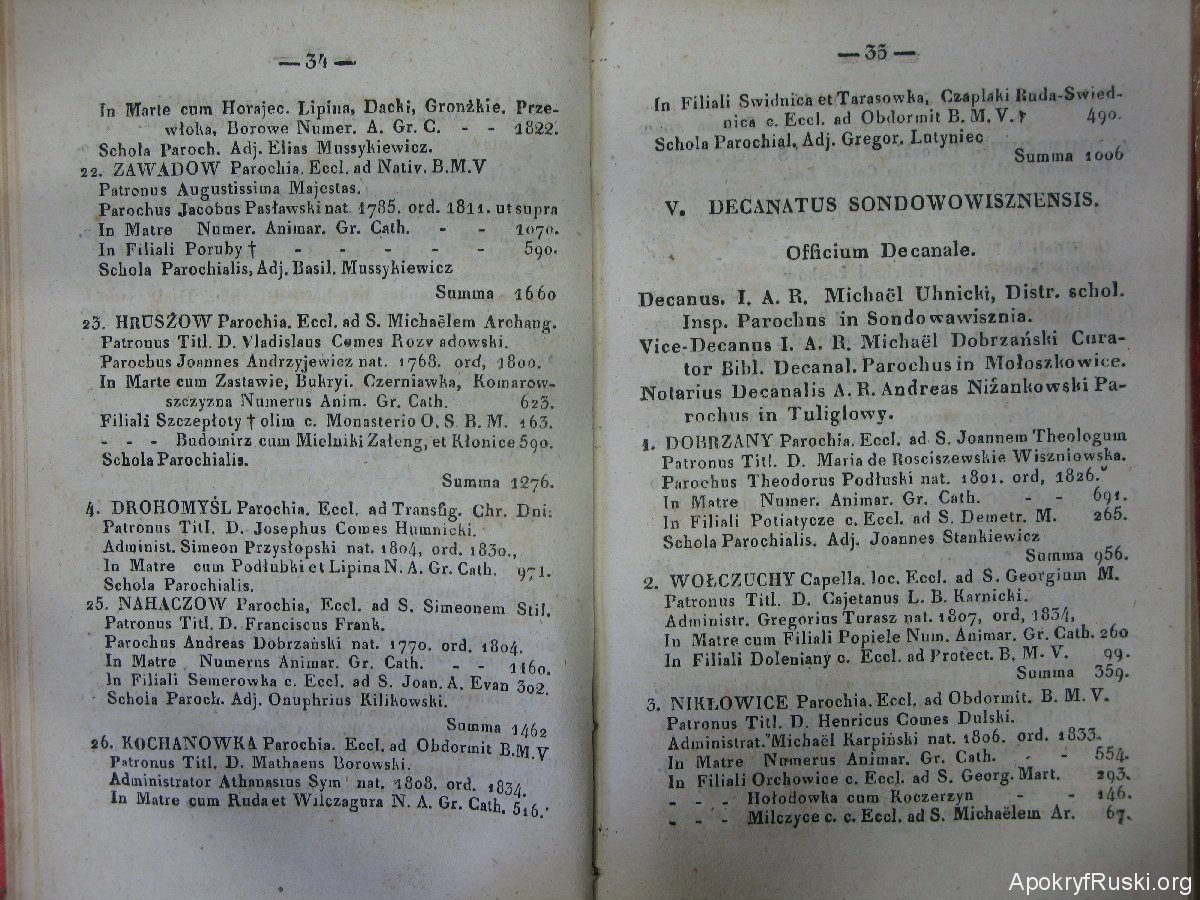 — 34 —
In Marte cum Horajec. Lipina, Dacki, Gronżkie. Prze-
włoka, Borowe Numer. A. Gr. C. - - 1822.
Schola Paroch. Adj. Elias Mussykiewicz.
22. ZAWADOW Parochia. Eccl. ad Nativ. B.M.V
Patronus Augustissima Majestas.
Parochus Jacobus Pasławski nat. 1785. ord. 1811. ut supra
In Matre Numer. Animar. Gr. Cath. - - 1070.
In Filiali Poruby † - - - - - 590.
Schola Parochialis, Adj. Basil. Mussykiewicz
Summa 1660
23. HRUSZOW Parochia. Eccl. ad S. Michaëlem Archang.
Patronus Titl. D. Vladislaus Comes Rozwadowski.
Parochus Joannes Andrzyjewicz nat. 1768. ord, 1800.
In Marte cum Zastawie, Bukryi. Czerniawka, Komarow-
szczyzna Numerus Anim. Gr. Cath. 623.
Filiali Szczepłoty † olim c. Monasterio O. S. B. M. 163.
- - - Budomirz cum Mielniki Załeng, et Kłonice 590.
Schola Parochialis.
Summa 1276.
4. DROHOMYŚL Parochia. Eccl. ad Transfig. Chr. Dni:
Patronus Titl. D. Josephus Comes Humnicki.
Administ. Simeon Przysłopski nat. 1804, ord. 1830.,
In Matre cum Podłubki et Lipina N. A. Gr. Cath. 971.
Schola Parochialis.
25. NAHACZOW Parochia, Eccl. ad S. Simeonem Stil.
Patronus Titl. D. Franciscus Frank.
Parochus Andreas Dobrzański nat. 1770. ord. 1804.
In Matre Numerus Animar. Gr. Cath. - - 1160.
In Filiali Semerowka c. Eccl. ad S. Joan. A. Evan 302.
Schola Paroch. Adj. Onuphrius Kilikowski.
Summa 1462
26. KOCHANOWKA Parochia. Eccl. ad Obdormit B.M.V
Patronus Titl. D. Mathaeus Borowski.
Administrator Athanasius Sym nat. 1808. ord. 1834.
In Matre cum Ruda et Wilczagura N. A. Gr. Cath. 516.
— 35 —
In Filiali Swidnica et Tarasowka, Czaplaki Ruda-Swied-
nica c. Eccl. ad Obdormit B. M. V. † 490.
Schola Parochial. Adj. Gregor. Lutyniec
Summa 1006
V. DECANATUS SONDOWOWISZNENSIS.
Officium Decanale.
Decanus. I. A. R. Michaël Uhnicki, Distr. schol.
Insp. Parochus in Sondowawisznia.
Vice-Decanus I. A. R. Michaël Dobrzański Cura-
tor Bibl. Decanal. Parochus in Mołoszkowice.
Notarius Decanalis A. R. Andreas Niżankowski Pa-
rochus in Tuligłowy.
1. DOBRZANY Parochia. Eccl. ad S. Joannem Theologum
Patronus Titl. D. Maria de Rosciszewskie Wiszniowska.
Parochus Theodorus Podłuski nat. 1801. ord, 1826.
In Matre Numer. Animar. Gr. Cath. - - 691.
In Filiali Potiatycze c. Eccl. ad S. Demetr. M. 265.
Schola Parochialis. Adj. Joannes Stankiewicz
Summa 956.
2. WOŁCZUCHY Capella. loc. Eccl. ad S. Georgium M.
Patronus Titl. D. Cajetanus L. B. Karnicki.
Administr. Gregorius Turasz nat. 1807, ord, 1834,
In Matre cum Filiali Popiele Num. Animar. Gr. Cath. 260
In Filiali Doleniany c. Eccl. ad Protect. B. M. V. 99.
Summa 359.
3. NIKŁOWICE Parochia. Eccl. ad Obdormit. B. M. V.
Patronus Titl. D. Henricus Comes Dulski.
Administrat. Michaël Karpiński nat. 1806. ord. 1833.
In Matre Numerus Animar. Gr. Cath. - - 554.
In Filiali Orchowice c. Eccl. ad S. Georg. Mart. 293.
- - - Hołodowka cum Koczerzyn - - 146.
- - - Milczyce c. c. Eccl. ad S. Michaëlem Ar. 67.
ApokryfRuski.org